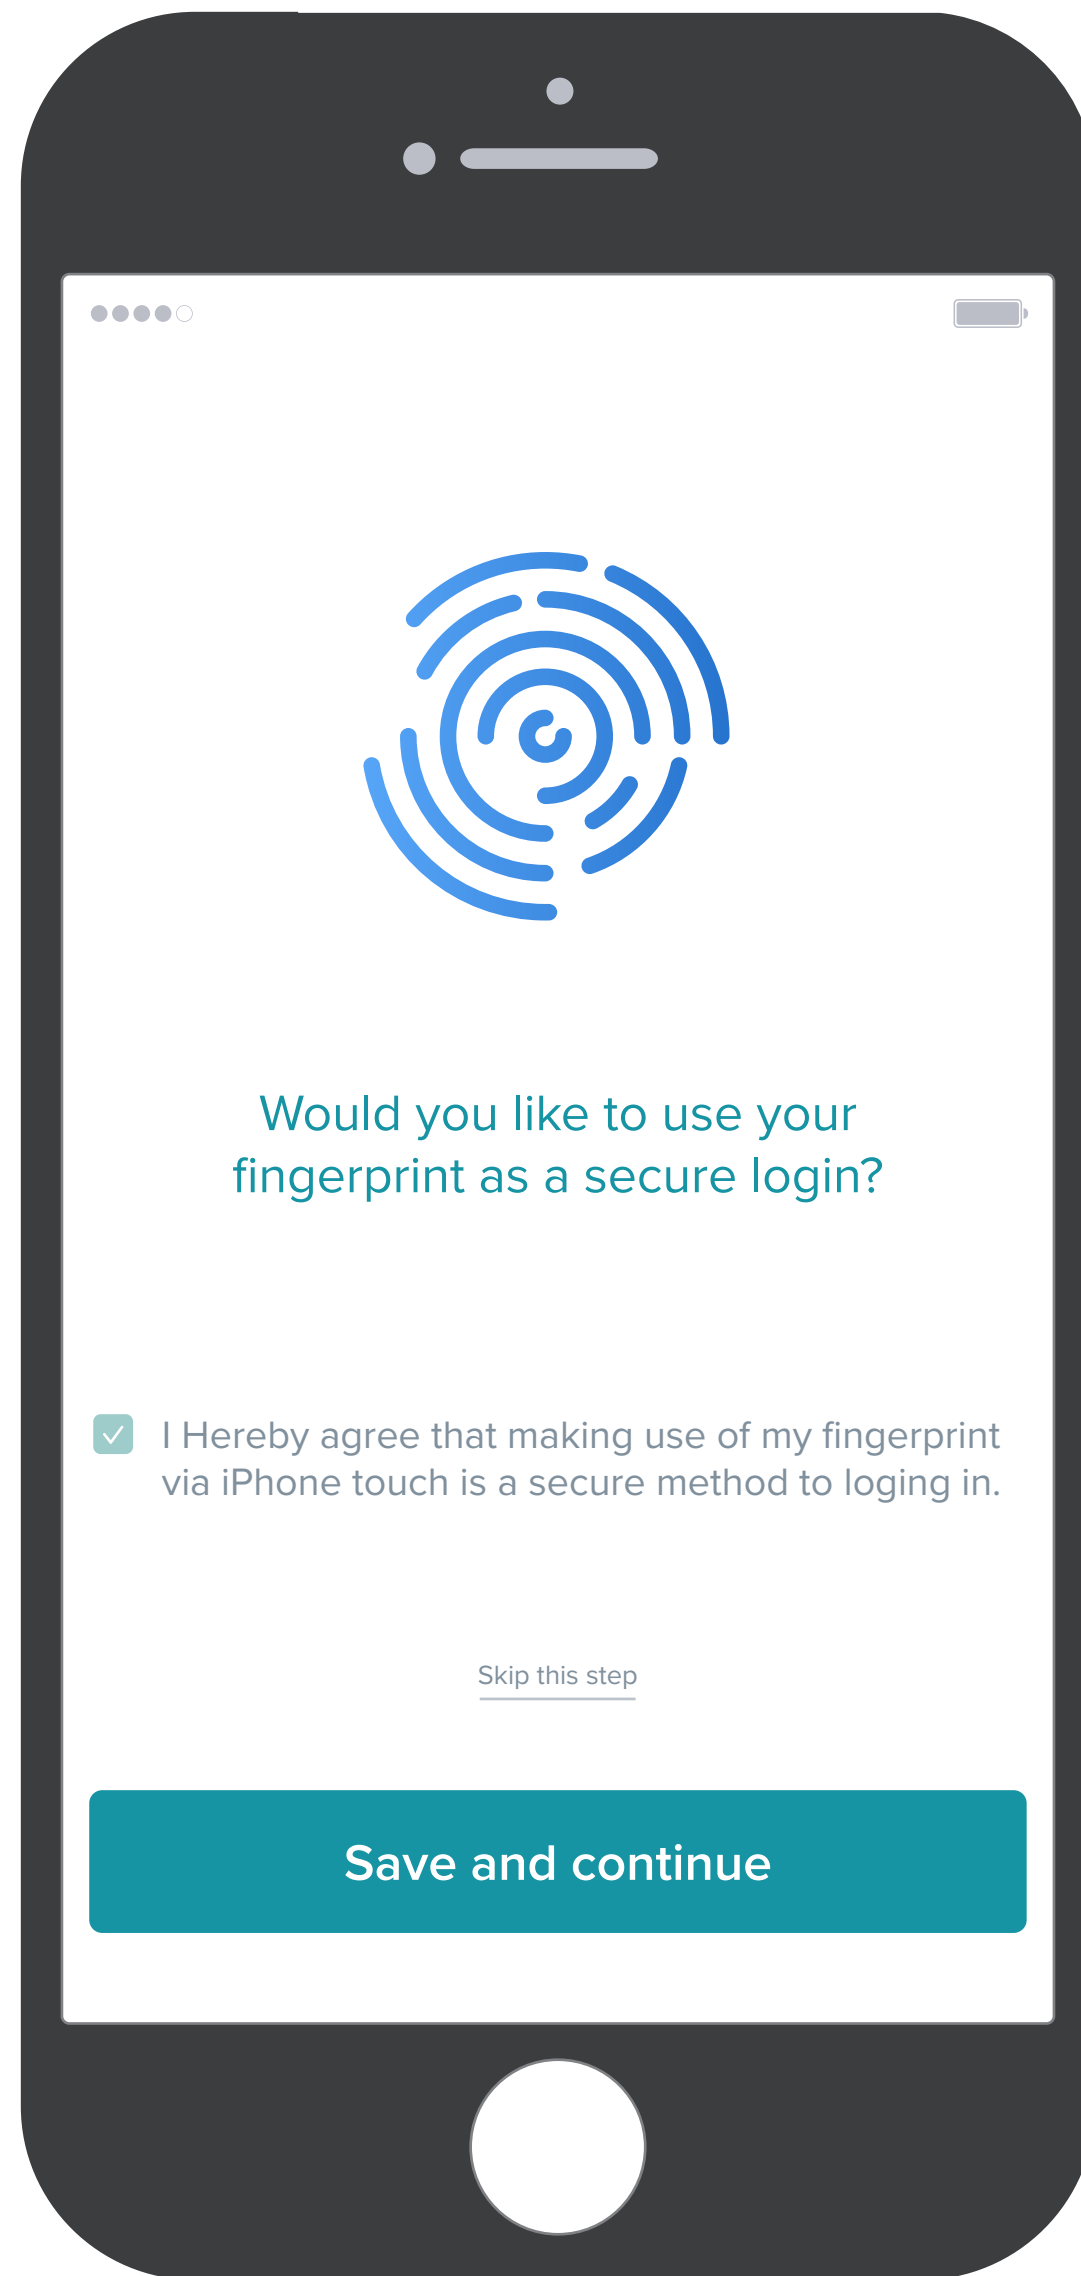 Would you like to use your
fingerprint as a secure login?
I Hereby agree that making use of my fingerprint
via iPhone touch is a secure method to loging in.
Skip this step
Save and continue